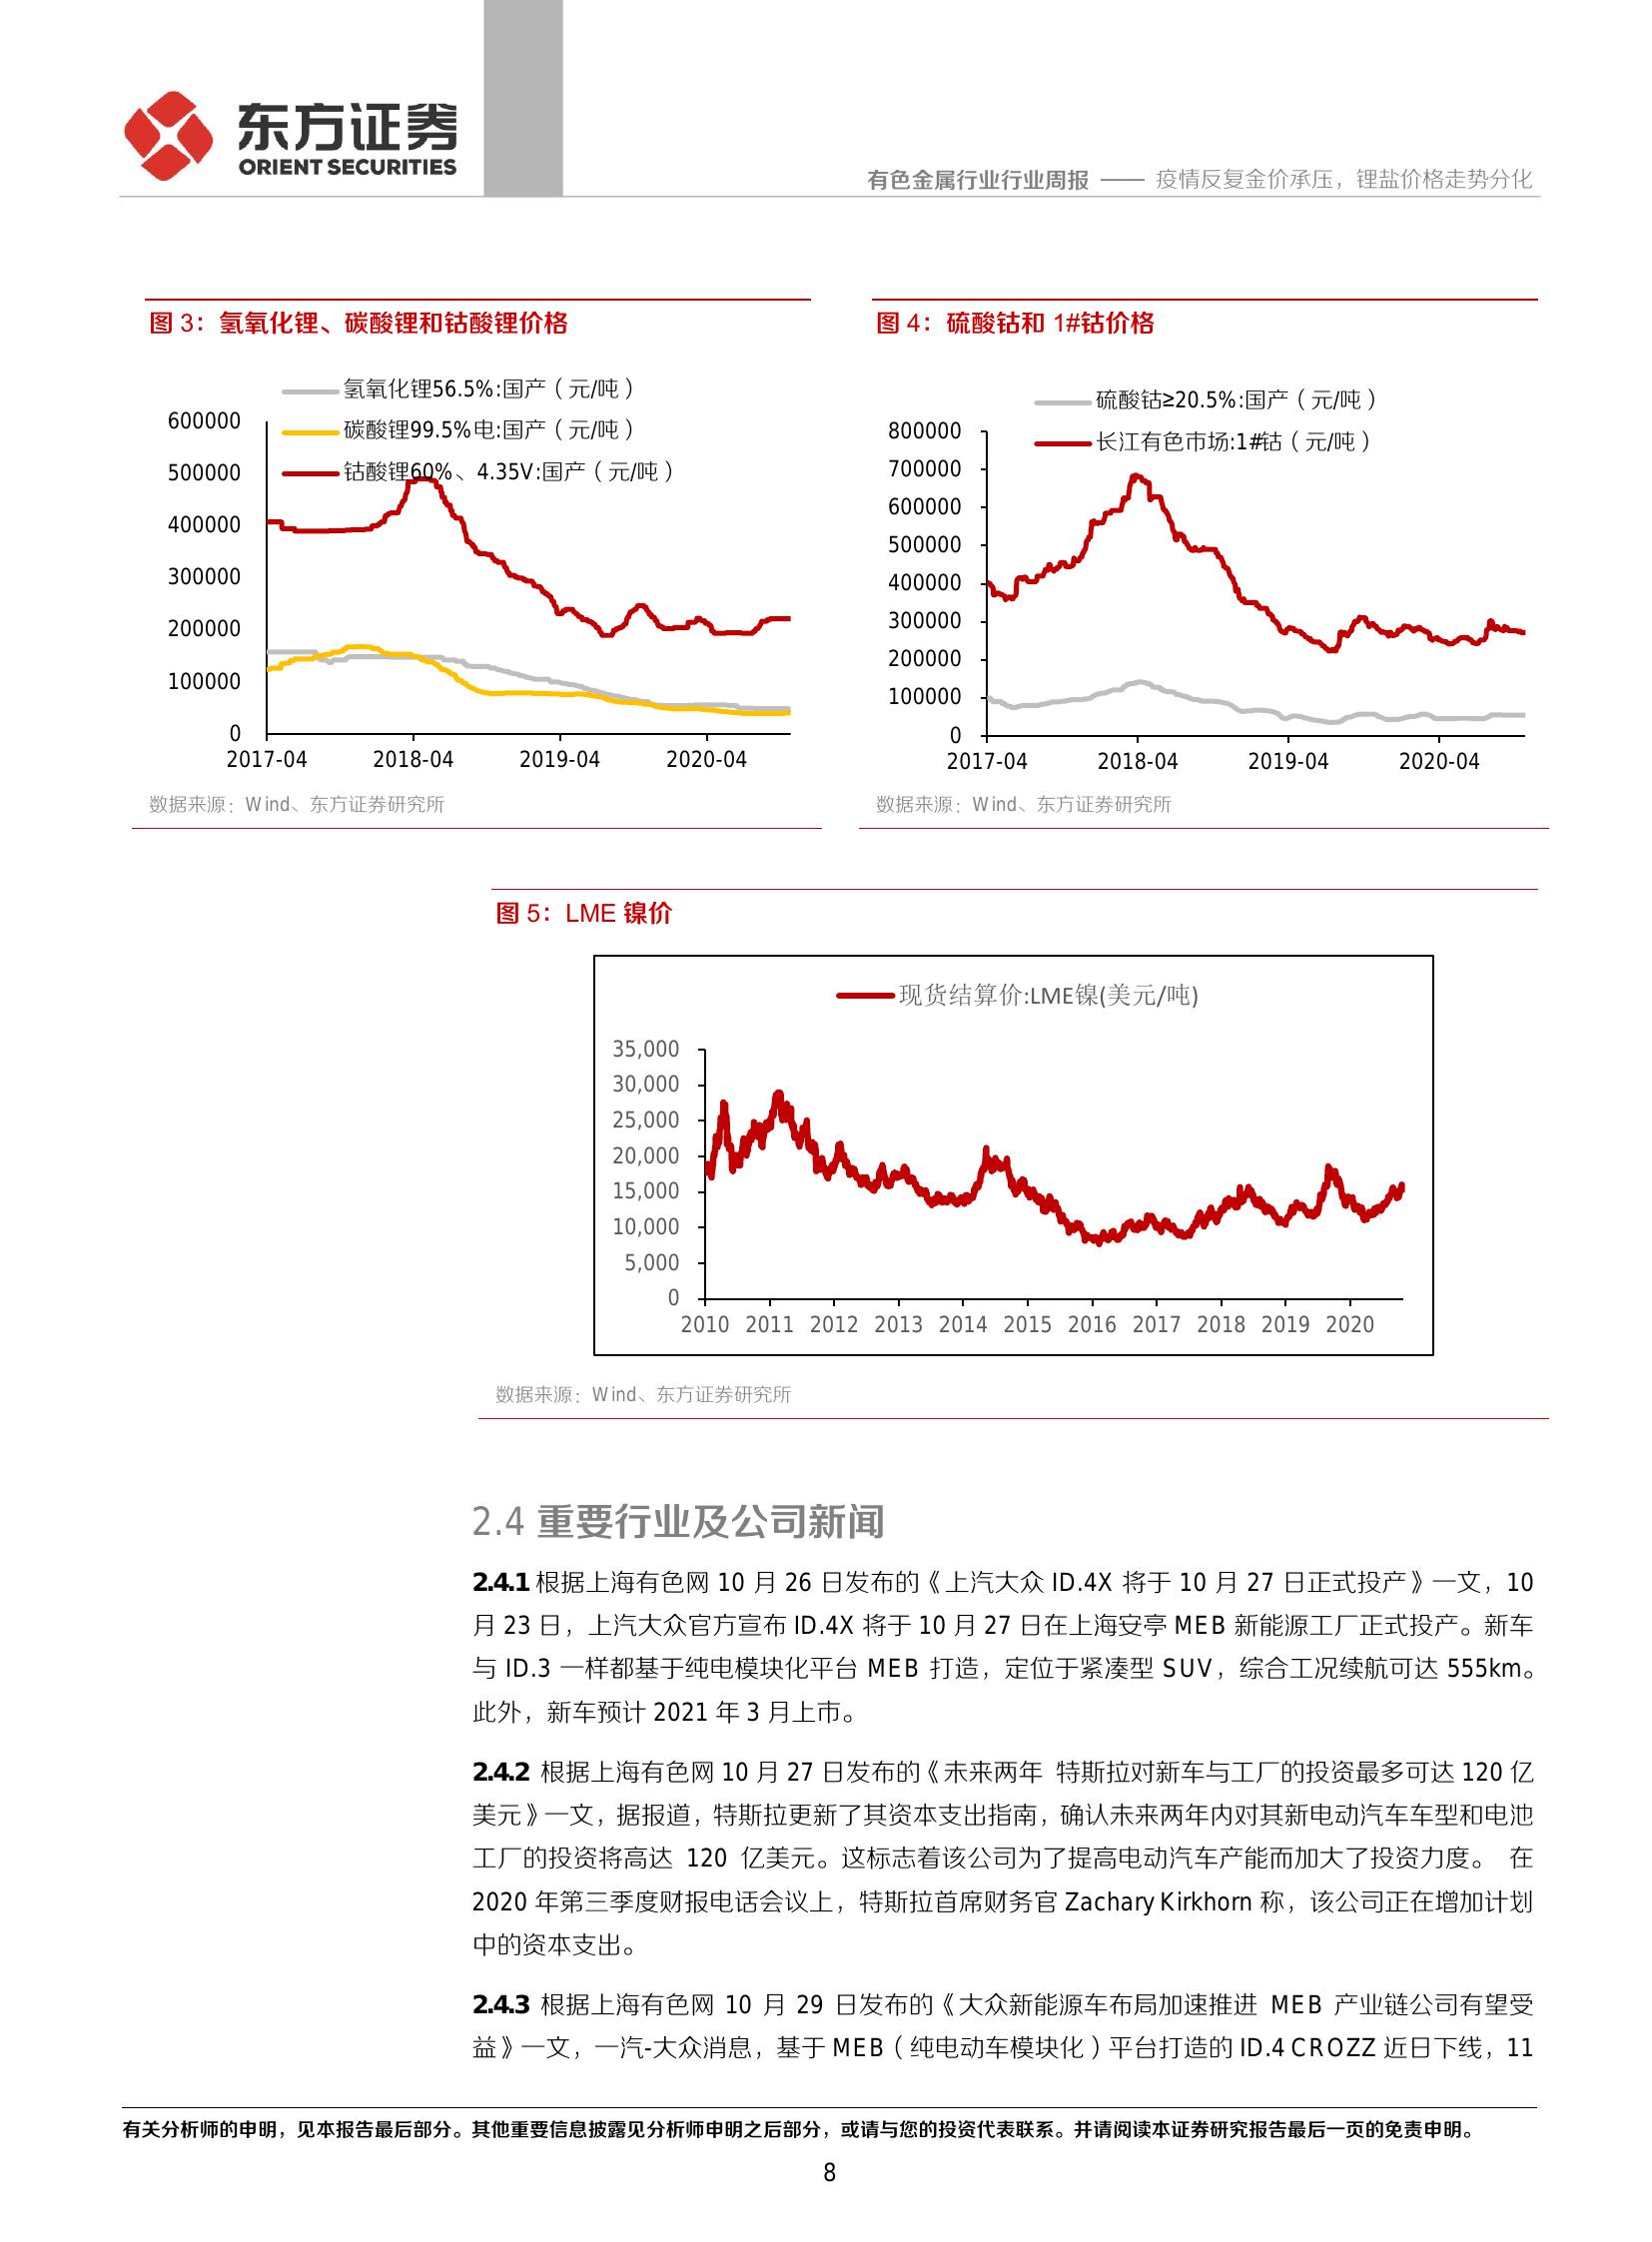 东方证券
ORIENT SECURITIES
有色金属行业行业周报 —— 疫情反复金价承压，锂盐价格走势分化
图 3：氢氧化锂、碳酸锂和钴酸锂价格
氢氧化锂56.5%:国产（元/吨）
碳酸锂99.5%电:国产（元/吨）
钴酸锂60%、4.35V:国产（元/吨）
600000
500000
400000
300000
200000
100000
0
2017-04 2018-04 2019-04 2020-04
数据来源：Wind、东方证券研究所
图 4：硫酸钴和 1#钴价格
硫酸钴≥20.5%:国产（元/吨）
长江有色市场:1#钴（元/吨）
800000
700000
600000
500000
400000
300000
200000
100000
0
2017-04 2018-04 2019-04 2020-04
数据来源：Wind、东方证券研究所
图 5：LME 镍价
现货结算价:LME镍(美元/吨)
35,000
30,000
25,000
20,000
15,000
10,000
5,000
0
2010 2011 2012 2013 2014 2015 2016 2017 2018 2019 2020
数据来源：Wind、东方证券研究所
2.4 重要行业及公司新闻
2.4.1 根据上海有色网 10 月 26 日发布的《上汽大众 ID.4X 将于 10 月 27 日正式投产》一文，10
月 23 日，上汽大众官方宣布 ID.4X 将于 10 月 27 日在上海安亭 MEB 新能源工厂正式投产。新车
与 ID.3 一样都基于纯电模块化平台 MEB 打造，定位于紧凑型 SUV，综合工况续航可达 555km。
此外，新车预计 2021 年 3 月上市。
2.4.2 根据上海有色网 10 月 27 日发布的《未来两年 特斯拉对新车与工厂的投资最多可达 120 亿
美元》一文，据报道，特斯拉更新了其资本支出指南，确认未来两年内对其新电动汽车车型和电池
工厂的投资将高达 120 亿美元。这标志着该公司为了提高电动汽车产能而加大了投资力度。 在
2020 年第三季度财报电话会议上，特斯拉首席财务官 Zachary Kirkhorn 称，该公司正在增加计划
中的资本支出。
2.4.3 根据上海有色网 10 月 29 日发布的《大众新能源车布局加速推进 MEB 产业链公司有望受
益》一文，一汽-大众消息，基于 MEB（纯电动车模块化）平台打造的 ID.4 CROZZ 近日下线，11
有关分析师的申明，见本报告最后部分。其他重要信息披露见分析师申明之后部分，或请与您的投资代表联系。并请阅读本证券研究报告最后一页的免责申明。
8